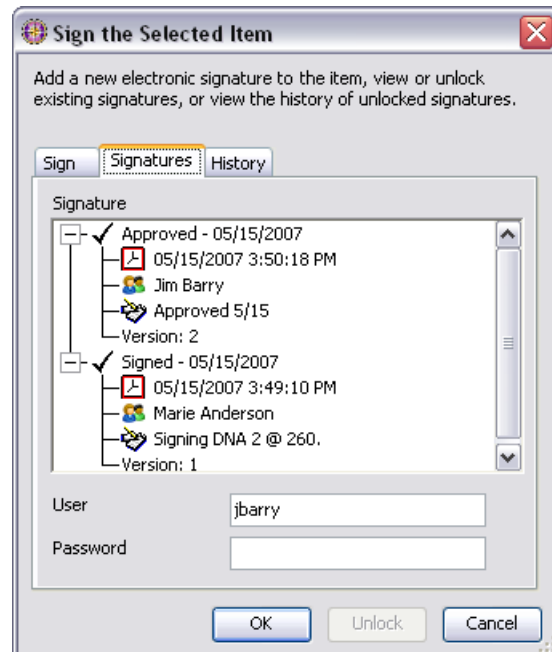 Sign the Selected Item
Add a new electronic signature to the item, view or unlock
existing signatures, or view the history of unlocked signatures.
Sign Signatures History
Signature
Approved - 05/15/2007
05/15/2007 3:50:18 PM
Jim Barry
Approved 5/15
Version: 2
Signed - 05/15/2007
05/15/2007 3:49:10 PM
Marie Anderson
Signing DNA 2 @ 260.
Version: 1
User jbarry
Password
OK Unlock Cancel